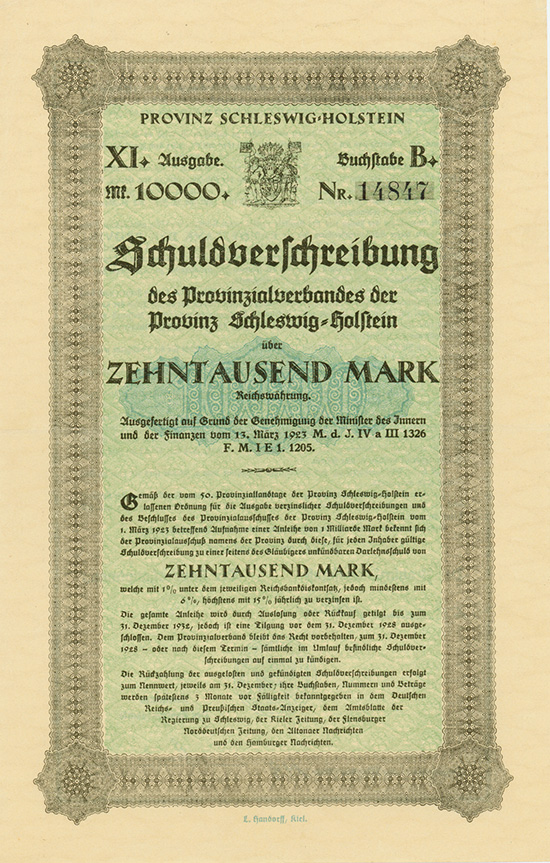 PROVINZ SCHLESWIG-HOLSTEIN
XI. Ausgabe. Buchstabe B.
Mk. 10000. Nr. 14847
Schuldverschreibung
des Provinzialverbandes der
Provinz Schleswig-Holstein
über
ZEHNTAUSEND MARK
Reichswährung.
Ausgefertigt auf Grund der Genehmigung der Minister des Innern
und der Finanzen vom 13. März 1923 M. d. J. IV a III 1326
F. M. I E 1. 1205.
Gemäß der vom 50. Provinziallandtage der Provinz Schleswig-Holstein er-
lassenen Ordnung für die Ausgabe verzinslicher Schuldverschreibungen und
des Beschlusses des Provinzialausschusses der Provinz Schleswig-Holstein vom
1. März 1923 betreffend Aufnahme einer Anleihe von 1 Milliarde Mark bekennt sich
der Provinzialausschuß namens der Provinz durch diese, für jeden Inhaber gültige
Schuldverschreibung zu einer seitens des Gläubigers unkündbaren Darlehnsschuld von
ZEHNTAUSEND MARK,
welche mit 1% unter dem jeweiligen Reichsbankdiskontsatz, jedoch mindestens mit
6%, höchstens mit 15% jährlich zu verzinsen ist.
Die gesamte Anleihe wird durch Auslosung oder Rückkauf getilgt bis zum
31. Dezember 1932, jedoch ist eine Tilgung vor dem 31. Dezember 1928 ausge-
schlossen. Dem Provinzialverband bleibt das Recht vorbehalten, zum 31. Dezember
1928 – oder nach diesem Termin – sämtliche im Umlauf befindliche Schuldver-
schreibungen auf einmal zu kündigen.
Die Rückzahlung der ausgelosten und gekündigten Schuldverschreibungen erfolgt
zum Nennwert, jeweils am 31. Dezember; ihre Buchstaben, Nummern und Beträge
werden spätestens 3 Monate vor Fälligkeit bekanntgegeben in dem Deutschen
Reichs- und Preußischen Staats-Anzeiger, dem Amtsblatte der
Regierung zu Schleswig, der Kieler Zeitung, der Flensburger
Norddeutschen Zeitung, den Altonaer Nachrichten
und den Hamburger Nachrichten.
L. Handorff, Kiel.